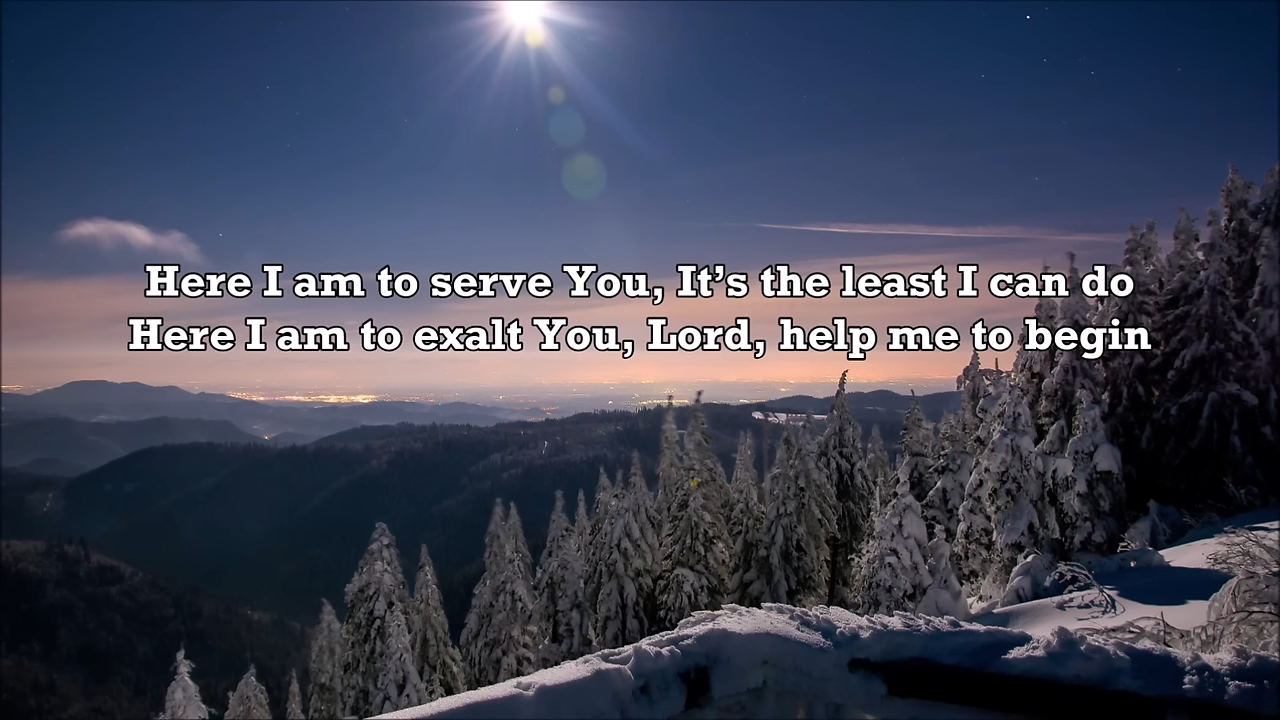 Here I am to serve You, It’s the least I can do
Here I am to exalt You, Lord, help me to begin